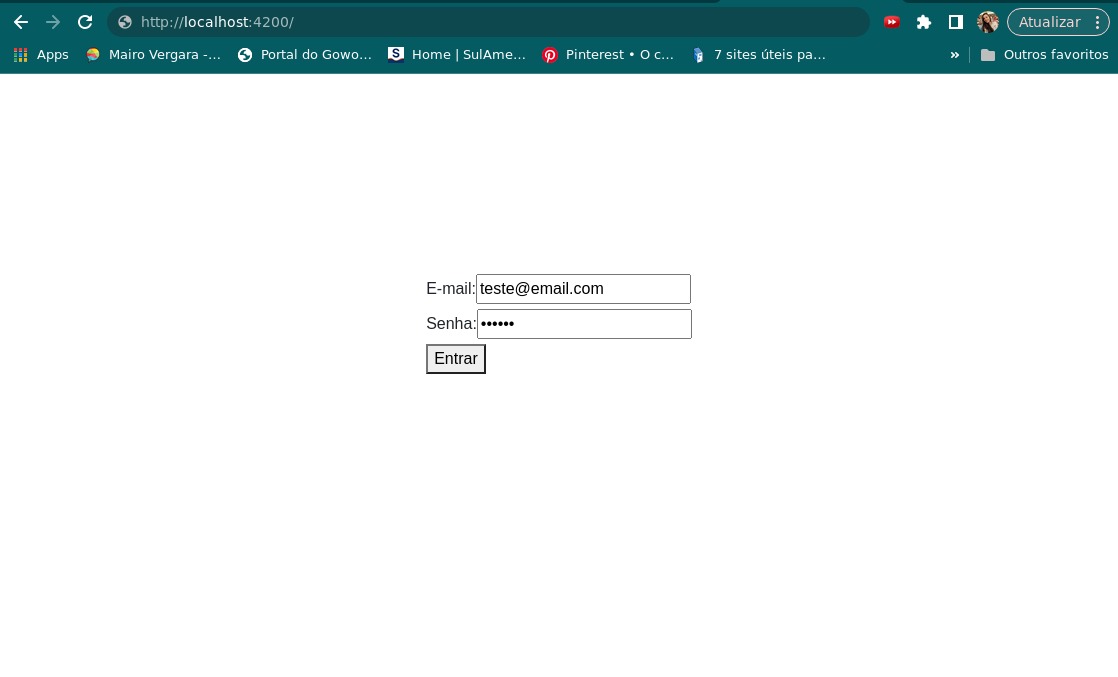 http://localhost:4200/
Atualizar
Apps Mairo Vergara -... Portal do Gowo... S Home | SulAme... Pinterest • O c... 7 sites úteis pa... » Outros favoritos
E-mail: teste@email.com
Senha: ••••••
Entrar